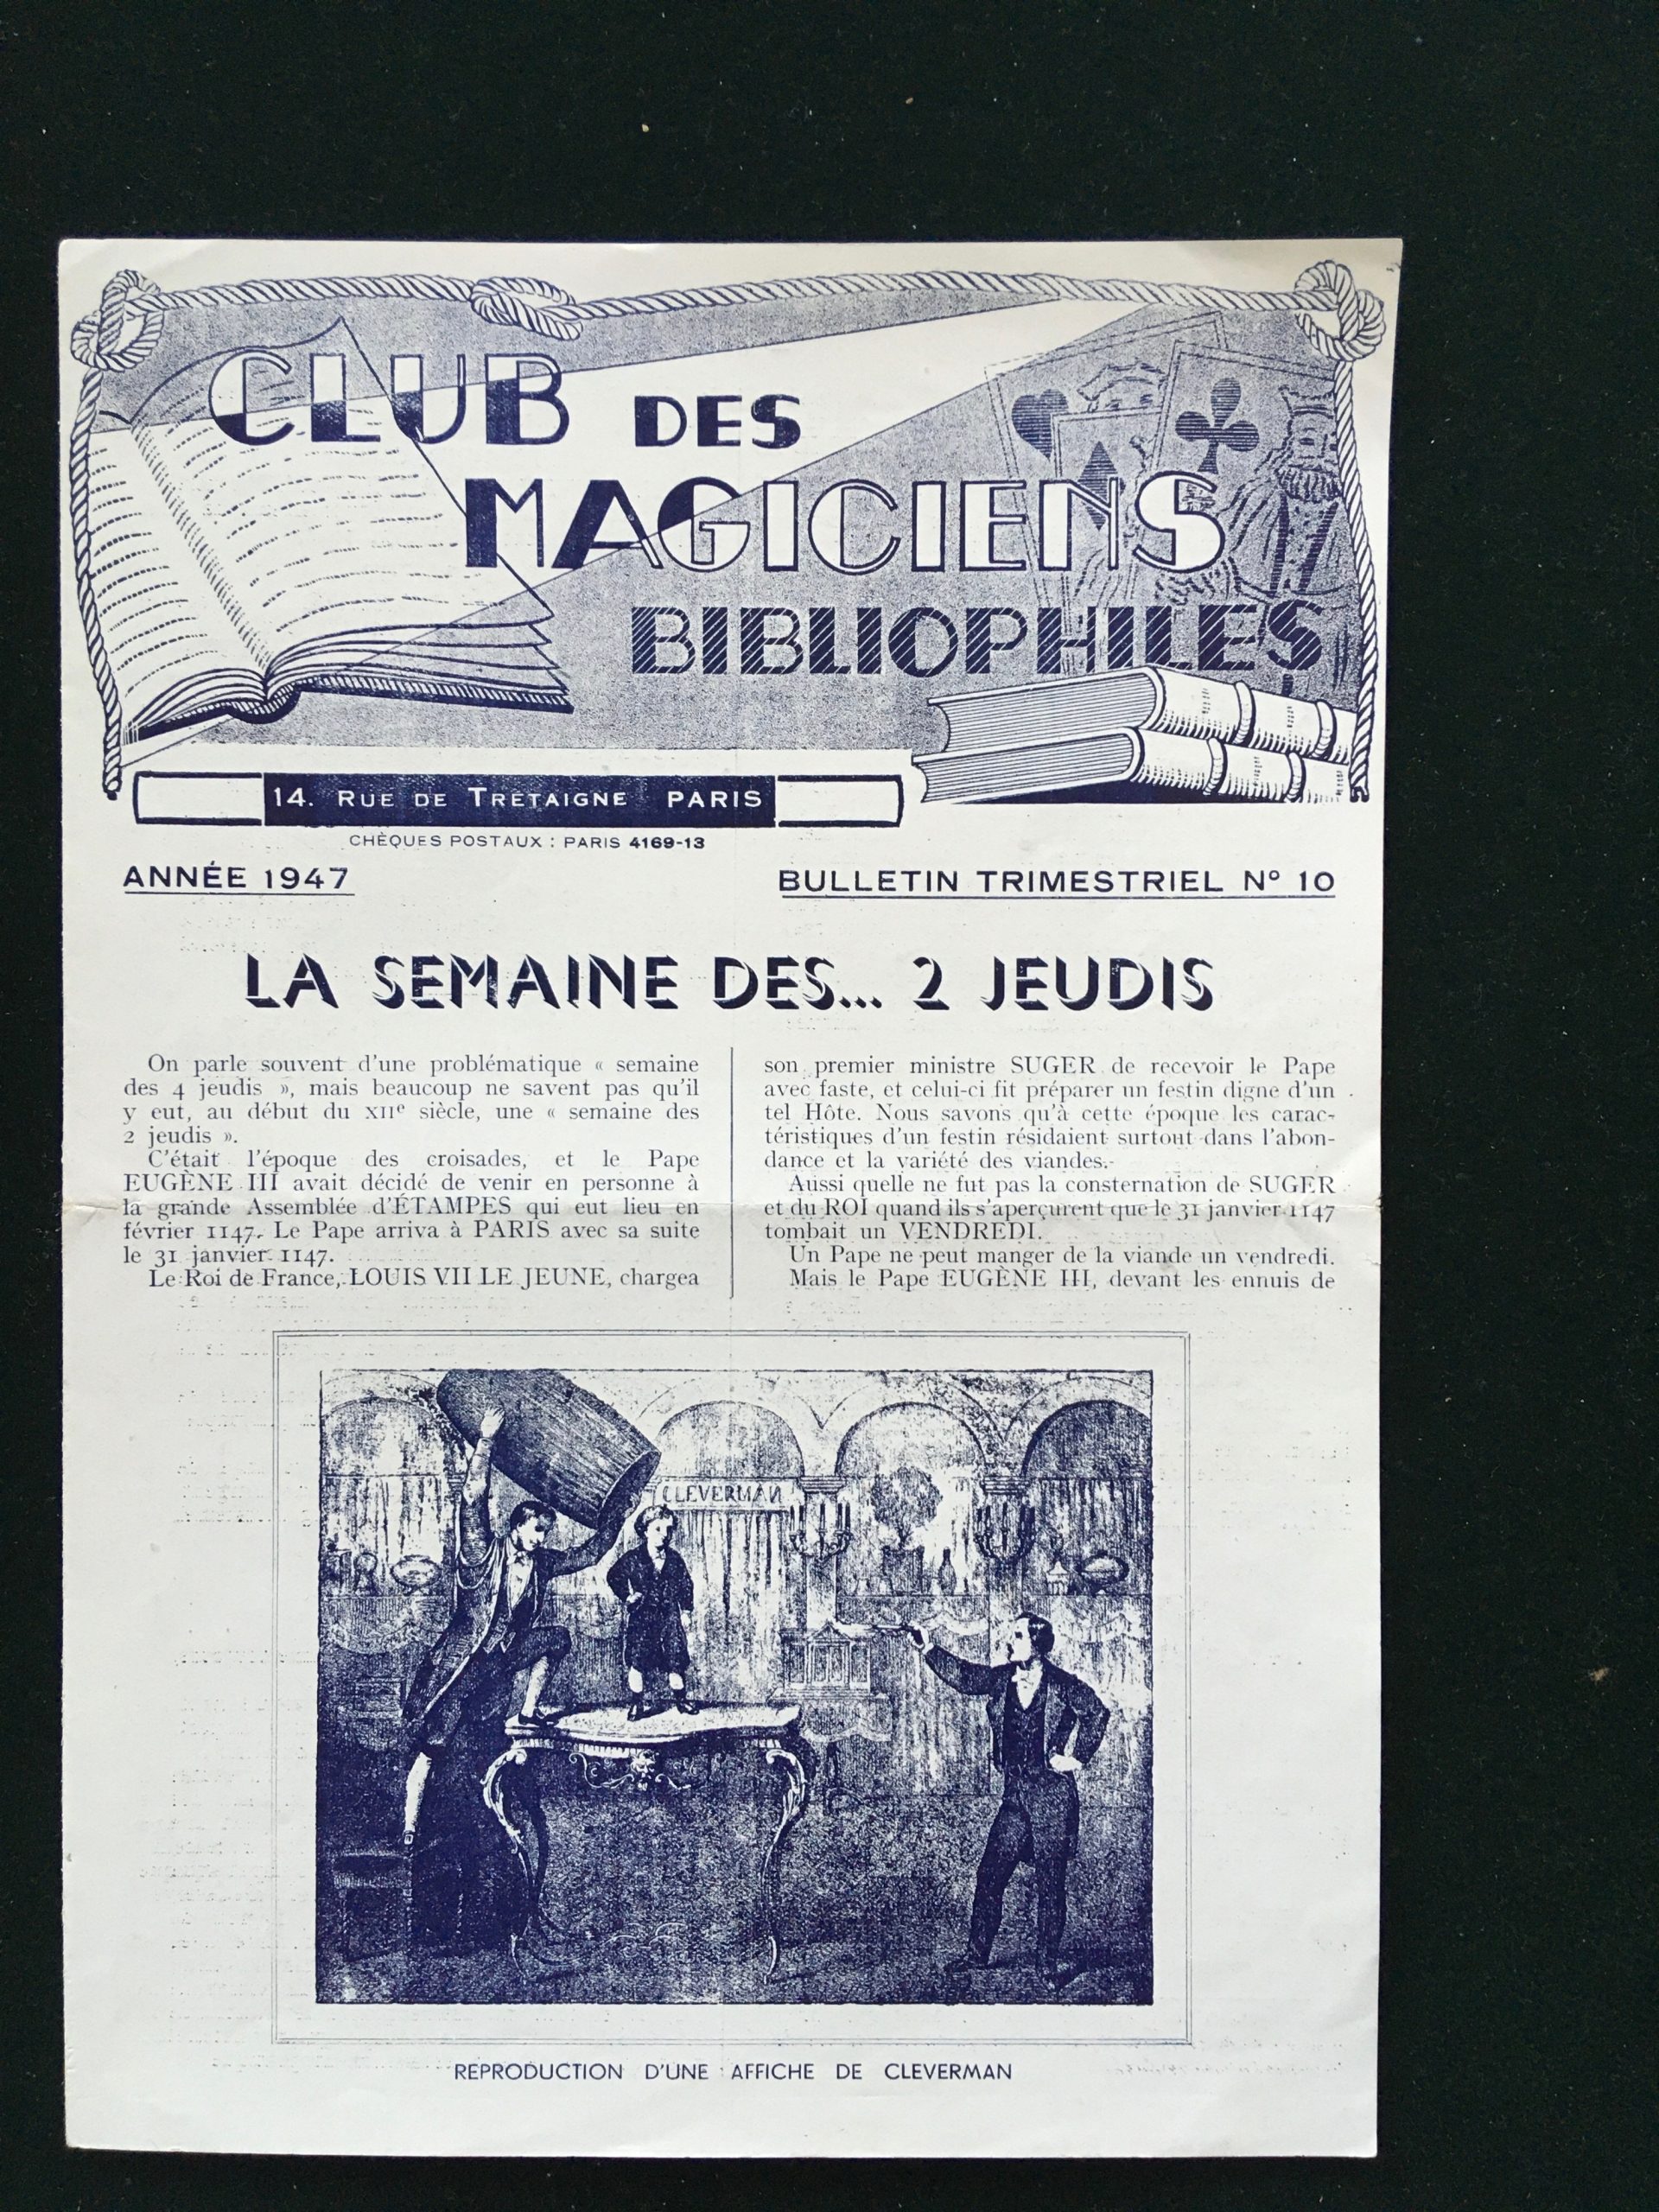 CLUB DES
MAGICIENS
BIBLIOPHILES
14. RUE DE TRETAIGNE PARIS
CHÈQUES POSTAUX : PARIS 4169-13
ANNÉE 1947
BULLETIN TRIMESTRIEL N° 10
LA SEMAINE DES... 2 JEUDIS
On parle souvent d'une problématique « semaine
des 4 jeudis », mais beaucoup ne savent pas qu'il
y eut, au début du XIIe siècle, une « semaine des
2 jeudis ».
C'était l'époque des croisades, et le Pape
EUGÈNE III avait décidé de venir en personne à
la grande Assemblée d'ÉTAMPES qui eut lieu en
février 1147. Le Pape arriva à PARIS avec sa suite
le 31 janvier 1147.
Le Roi de France, LOUIS VII LE JEUNE, chargea
son premier ministre SUGER de recevoir le Pape
avec faste, et celui-ci fit préparer un festin digne d'un
tel Hôte. Nous savons qu'à cette époque les carac-
téristiques d'un festin résidaient surtout dans l'abon-
dance et la variété des viandes.
Aussi quelle ne fut pas la consternation de SUGER
et du ROI quand ils s'aperçurent que le 31 janvier 1147
tombait un VENDREDI.
Un Pape ne peut manger de la viande un vendredi.
Mais le Pape EUGÈNE III, devant les ennuis de
CLEVERMAN
REPRODUCTION D'UNE AFFICHE DE CLEVERMAN